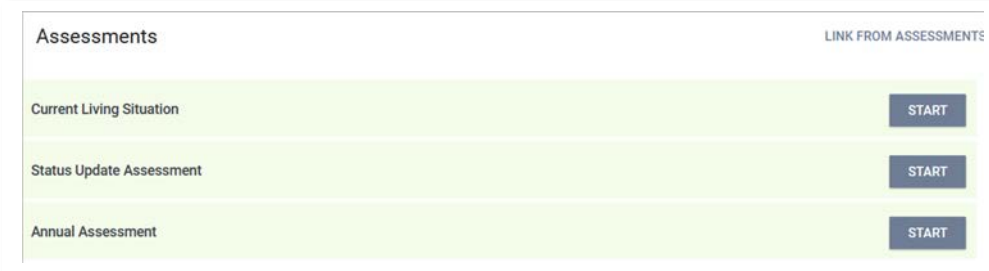 Assessments
LINK FROM ASSESSMENTS
Current Living Situation
START
Status Update Assessment
START
Annual Assessment
START